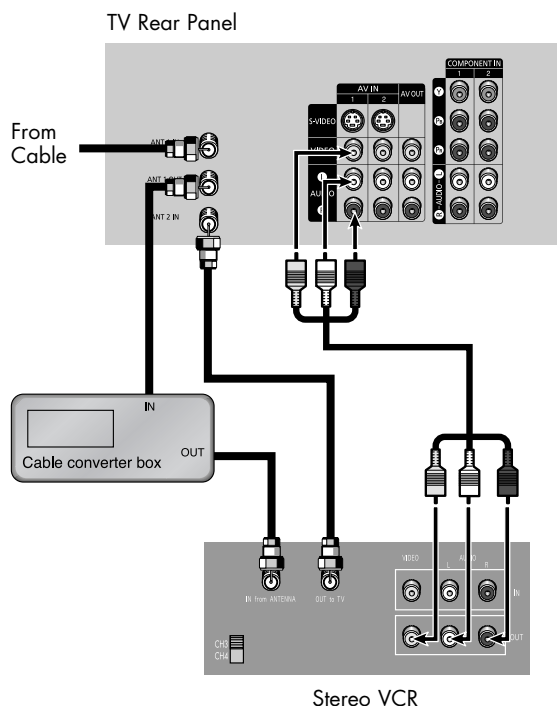 TV Rear Panel
COMPONENT IN
1 2
AV IN
1 2
AV OUT
S-VIDEO
VIDEO
L
AUDIO
R
Y
PB
PR
L
-AUDIO-
R
From
Cable
ANT 1 IN
ANT 1 OUT
ANT 2 IN
IN
OUT
Cable converter box
VIDEO
AUDIO
L R
IN
OUT
IN from ANTENNA
OUT to TV
CH3
CH4
Stereo VCR